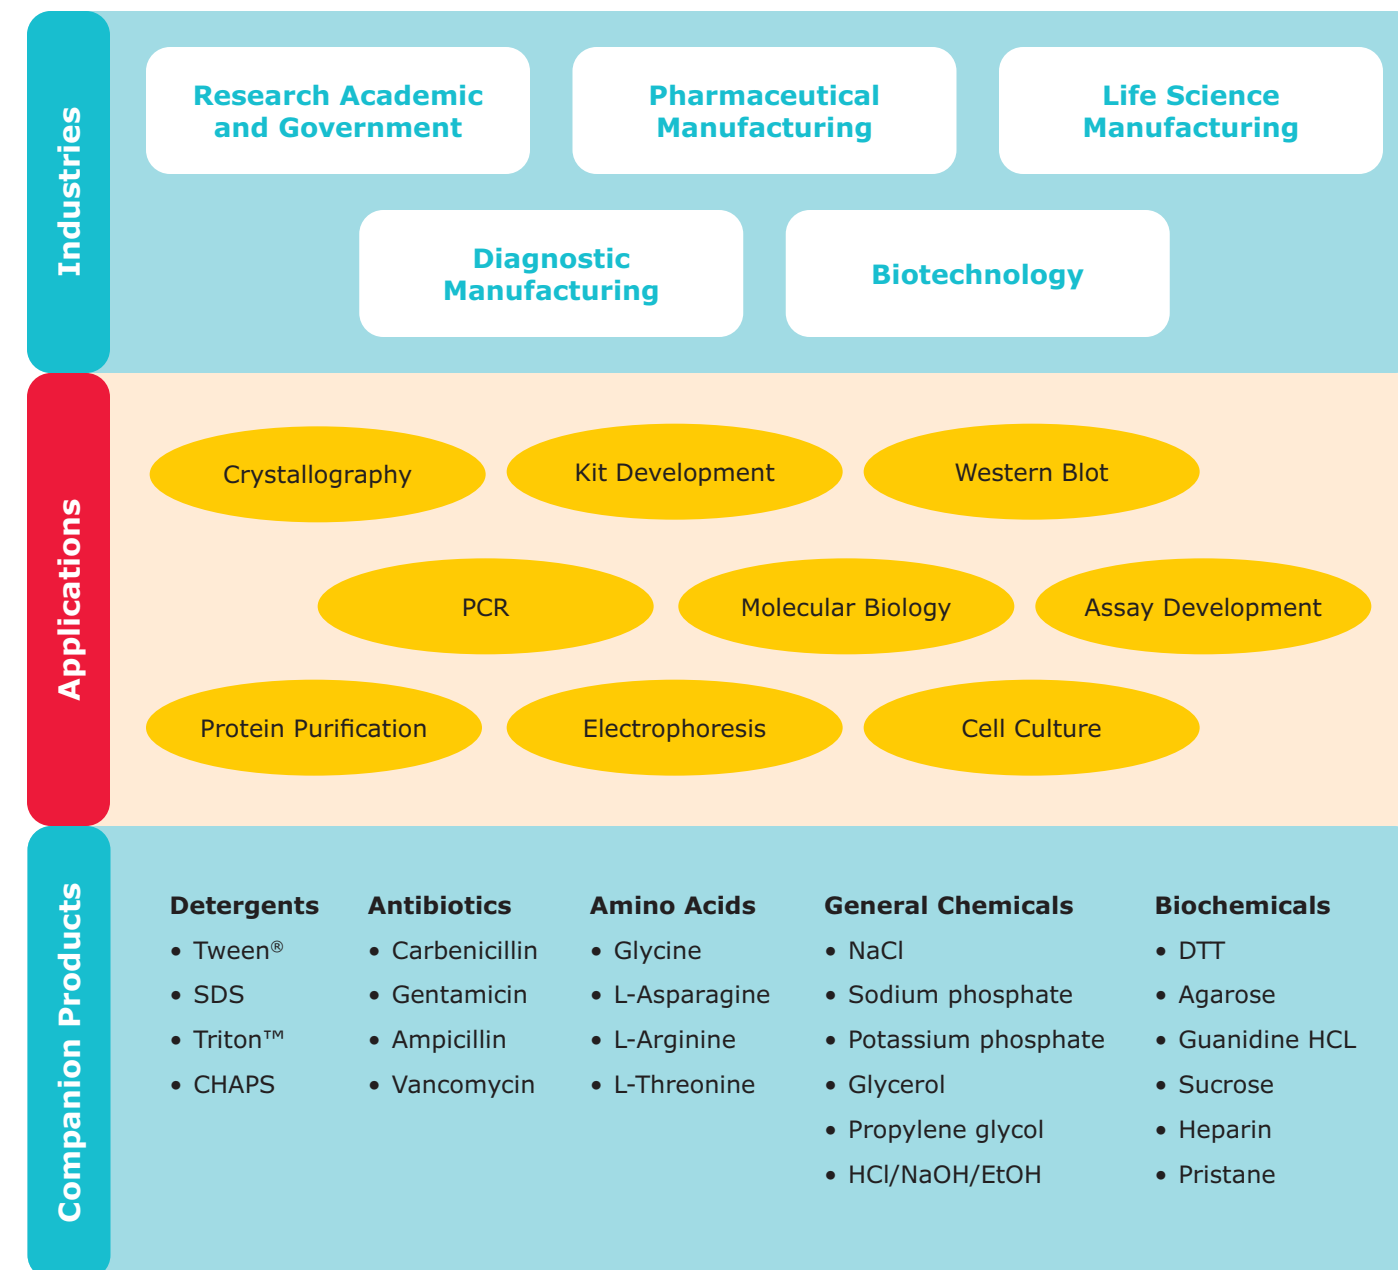 Industries
Research Academic
and Government
Pharmaceutical
Manufacturing
Life Science
Manufacturing
Diagnostic
Manufacturing
Biotechnology
Applications
Crystallography
Kit Development
Western Blot
PCR
Molecular Biology
Assay Development
Protein Purification
Electrophoresis
Cell Culture
Companion Products
Detergents
• Tween®
• SDS
• Triton™
• CHAPS
Antibiotics
• Carbenicillin
• Gentamicin
• Ampicillin
• Vancomycin
Amino Acids
• Glycine
• L-Asparagine
• L-Arginine
• L-Threonine
General Chemicals
• NaCl
• Sodium phosphate
• Potassium phosphate
• Glycerol
• Propylene glycol
• HCl/NaOH/EtOH
Biochemicals
• DTT
• Agarose
• Guanidine HCL
• Sucrose
• Heparin
• Pristane